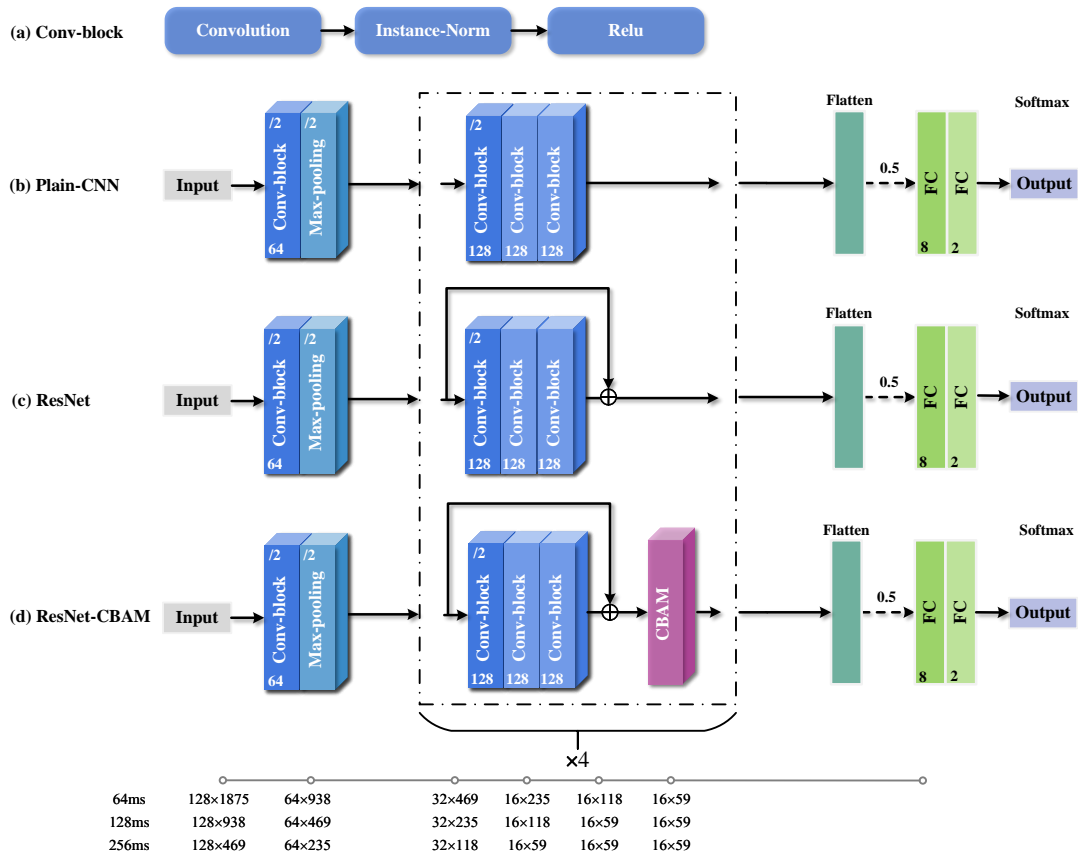 (a) Conv-block
Convolution
Instance-Norm
Relu
(b) Plain-CNN
Input
/2
Conv-block
64
/2
Max-pooling
/2
Conv-block
128
Conv-block
128
Conv-block
128
Flatten
0.5
FC
8
FC
2
Softmax
Output
(c) ResNet
Input
/2
Conv-block
64
/2
Max-pooling
/2
Conv-block
128
Conv-block
128
Conv-block
128
Flatten
0.5
FC
8
FC
2
Softmax
Output
(d) ResNet-CBAM
Input
/2
Conv-block
64
/2
Max-pooling
/2
Conv-block
128
Conv-block
128
Conv-block
128
CBAM
Flatten
0.5
FC
8
FC
2
Softmax
Output
×4
64ms 128×1875 64×938 32×469 16×235 16×118 16×59
128ms 128×938 64×469 32×235 16×118 16×59 16×59
256ms 128×469 64×235 32×118 16×59 16×59 16×59